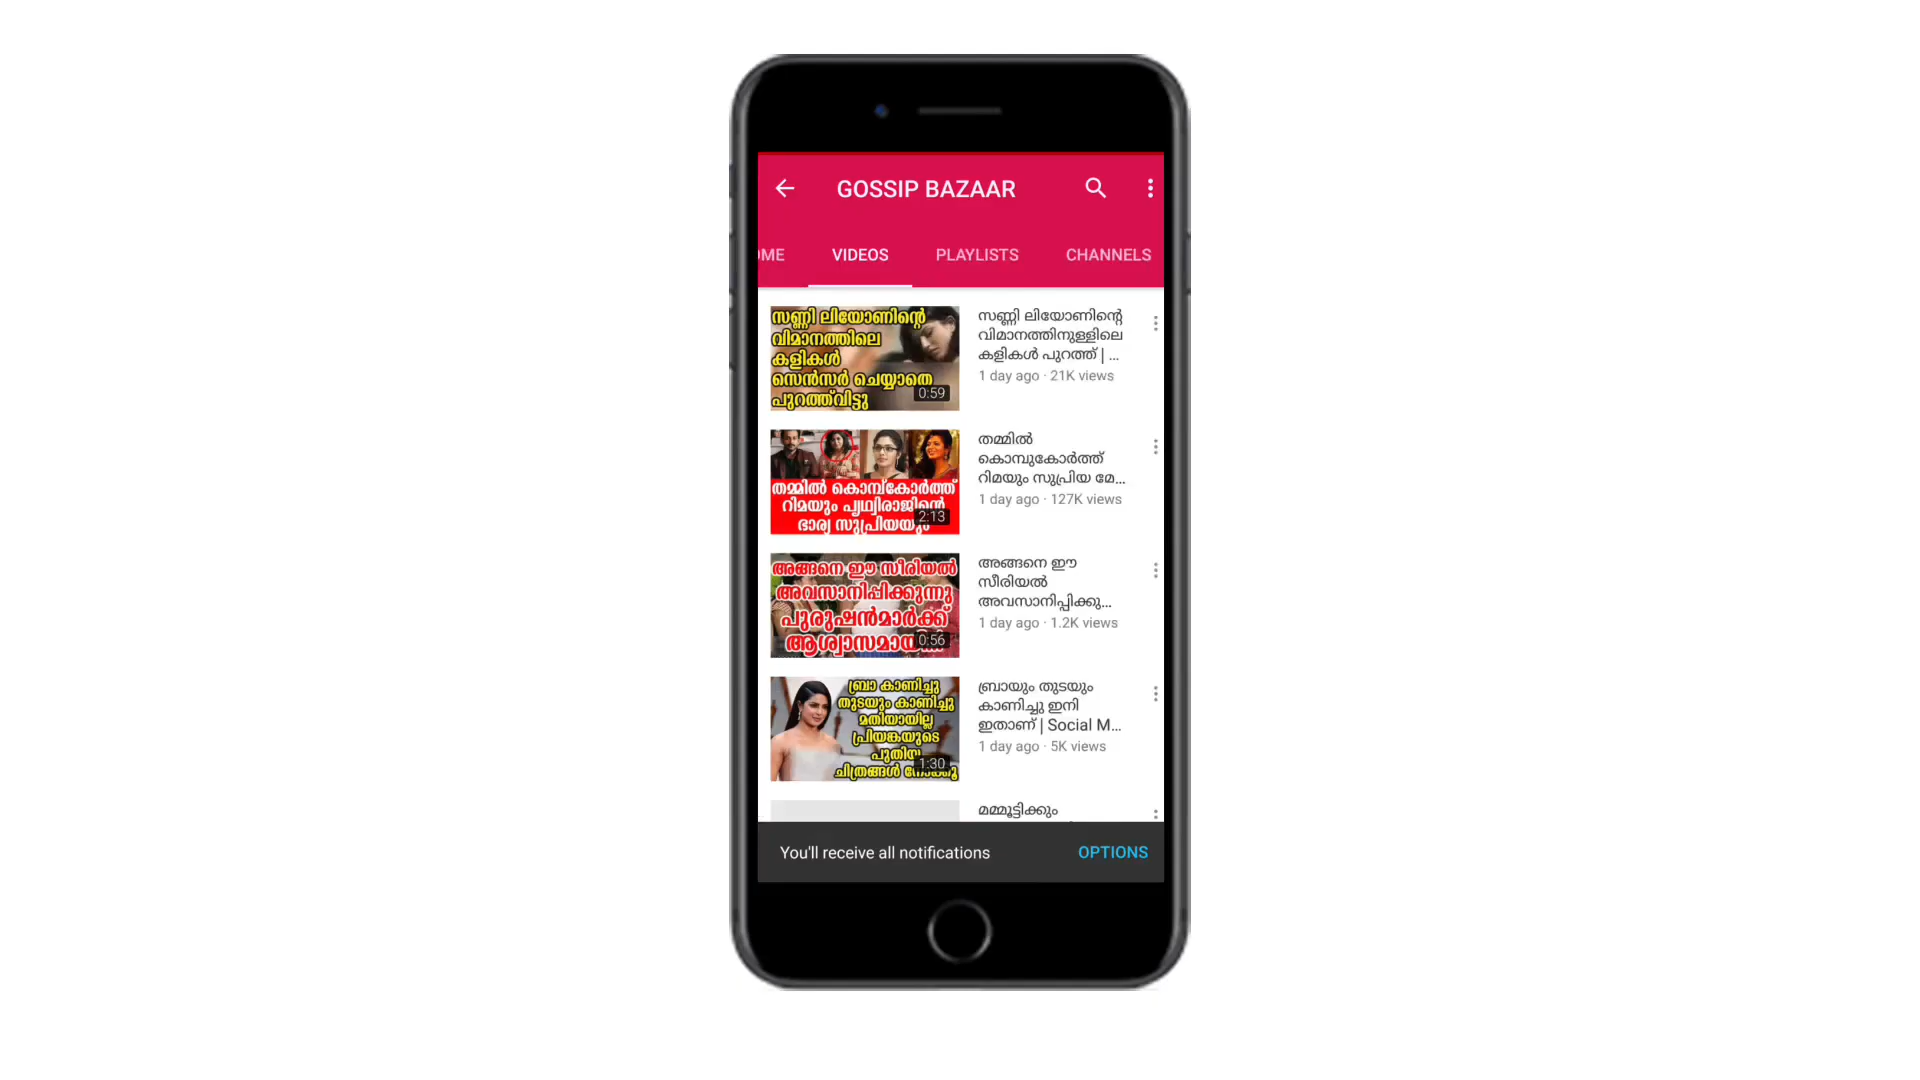 GOSSIP BAZAAR
OME VIDEOS PLAYLISTS CHANNELS
സണ്ണി ലിയോണിന്റെ
വിമാനത്തിലെ
കളികൾ
സെൻസർ ചെയ്യാതെ
പുറത്ത്‌വിട്ടു
0:59
സണ്ണി ലിയോണിന്റെ
വിമാനത്തിനുള്ളിലെ
കളികൾ പുറത്ത് | ...
1 day ago · 21K views
തമ്മിൽ കൊമ്പ്കോർത്ത്
റിമയും പൃഥ്വിരാജിന്റെ
ഭാര്യ സുപ്രിയയും
2:13
തമ്മിൽ
കൊമ്പുകോർത്ത്
റിമയും സുപ്രിയ മേ...
1 day ago · 127K views
അങ്ങനെ ഈ സീരിയൽ
അവസാനിപ്പിക്കുന്നു
പുരുഷൻമാർക്ക്
0:56
അങ്ങനെ ഈ
സീരിയൽ
അവസാനിപ്പിക്കു...
1 day ago · 1.2K views
ബ്രാ കാണിച്ചു
തുടയും കാണിച്ചു
മതിയായില്ല
പ്രിയങ്കയുടെ
പുതിയ
ചിത്രങ്ങൾ നോക്കൂ
1:30
ബ്രായും തുടയും
കാണിച്ചു ഇനി
ഇതാണ് | Social M...
1 day ago · 5K views
മമ്മൂട്ടിക്കും
You'll receive all notifications OPTIONS